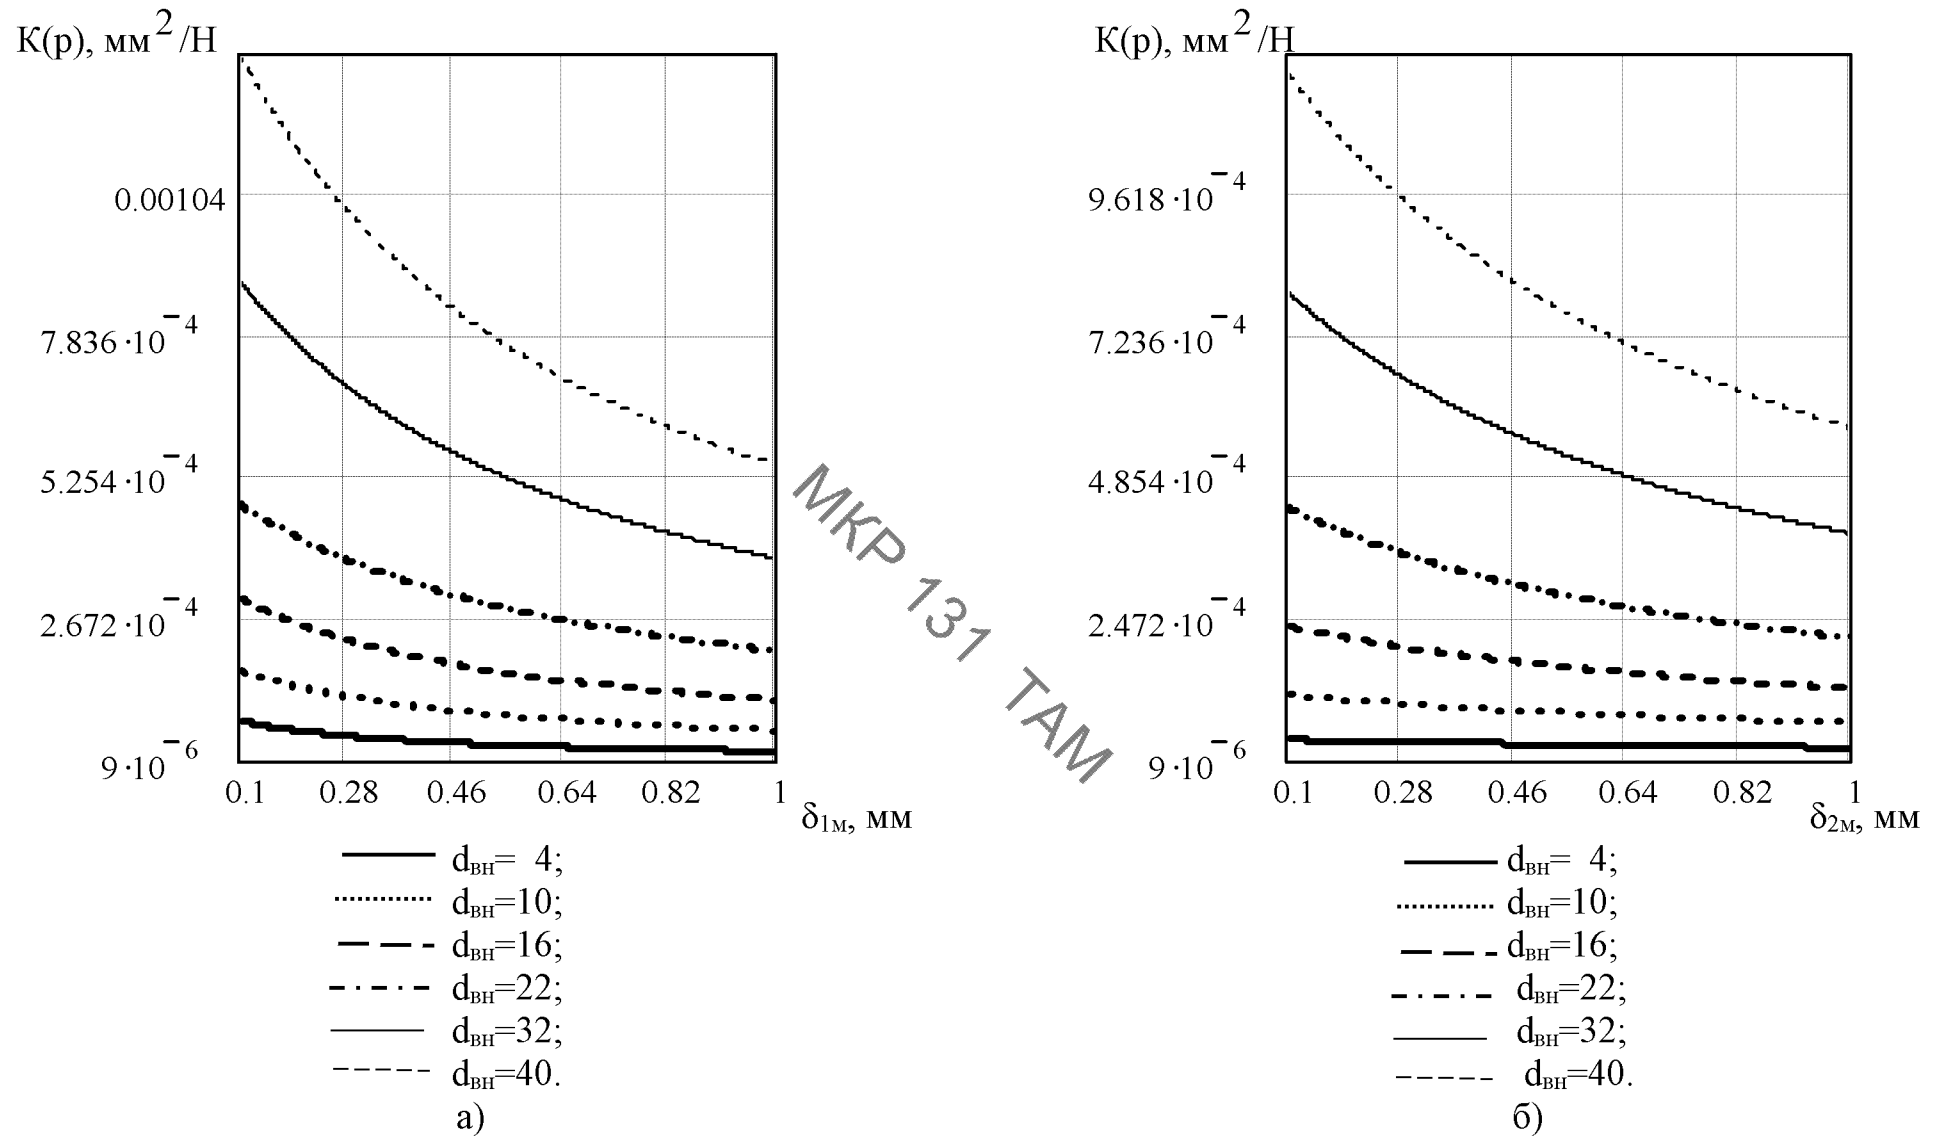 К(р), мм²/Н
0.00104
7.836·10⁻⁴
5.254·10⁻⁴
2.672·10⁻⁴
9·10⁻⁶
0.1 0.28 0.46 0.64 0.82 1
δ₁м, мм
dвн= 4;
dвн=10;
dвн=16;
dвн=22;
dвн=32;
dвн=40.
а)
МКР 131 ТАМ
К(р), мм²/Н
9.618·10⁻⁴
7.236·10⁻⁴
4.854·10⁻⁴
2.472·10⁻⁴
9·10⁻⁶
0.1 0.28 0.46 0.64 0.82 1
δ₂м, мм
dвн= 4;
dвн=10;
dвн=16;
dвн=22;
dвн=32;
dвн=40.
б)